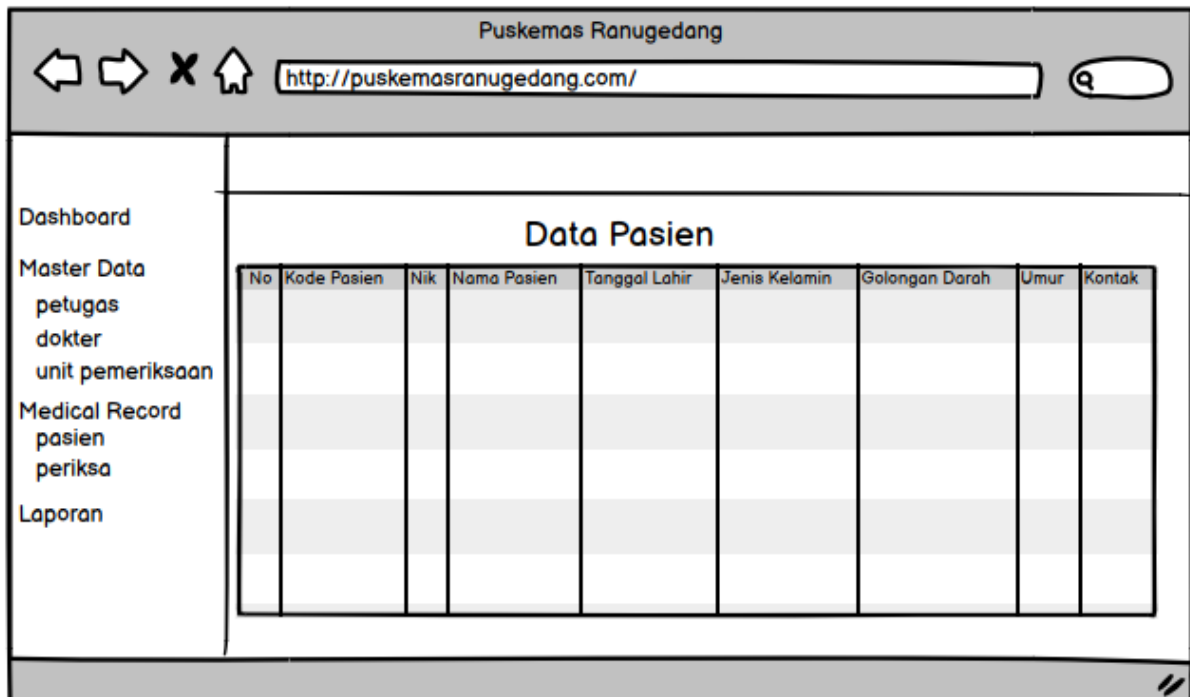 Puskemas Ranugedang
http://puskemasranugedang.com/
Dashboard
Master Data
petugas
dokter
unit pemeriksaan
Medical Record
pasien
periksa
Laporan
Data Pasien
No Kode Pasien Nik Nama Pasien Tanggal Lahir Jenis Kelamin Golongan Darah Umur Kontak